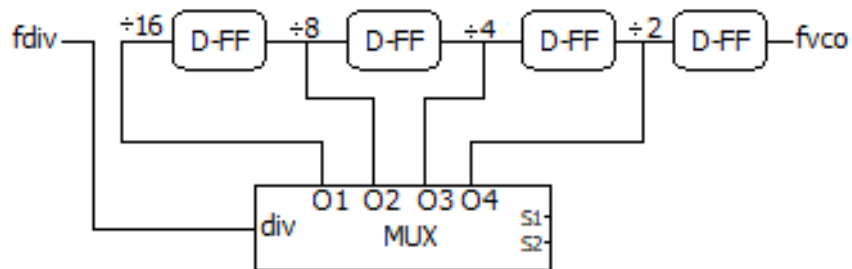 fdiv ÷16 D-FF ÷8 D-FF ÷4 D-FF ÷2 D-FF fvco
O1 O2 O3 O4
div MUX S1
S2